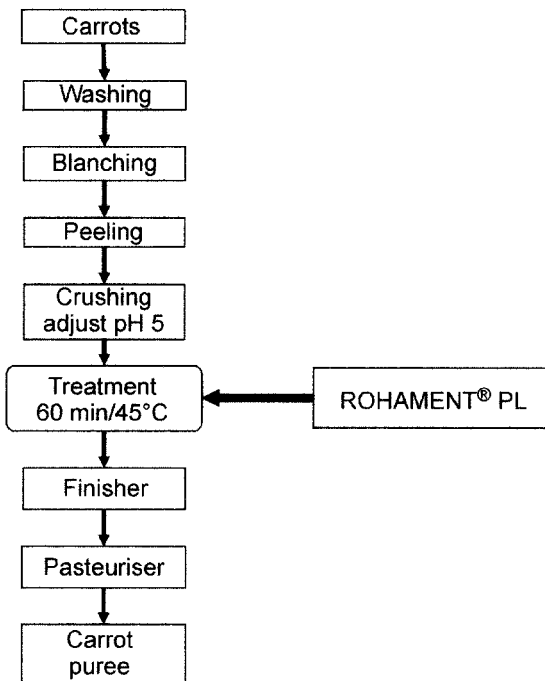 Carrots
Washing
Blanching
Peeling
Crushing
adjust pH 5
Treatment
60 min/45°C
ROHAMENT® PL
Finisher
Pasteuriser
Carrot
puree